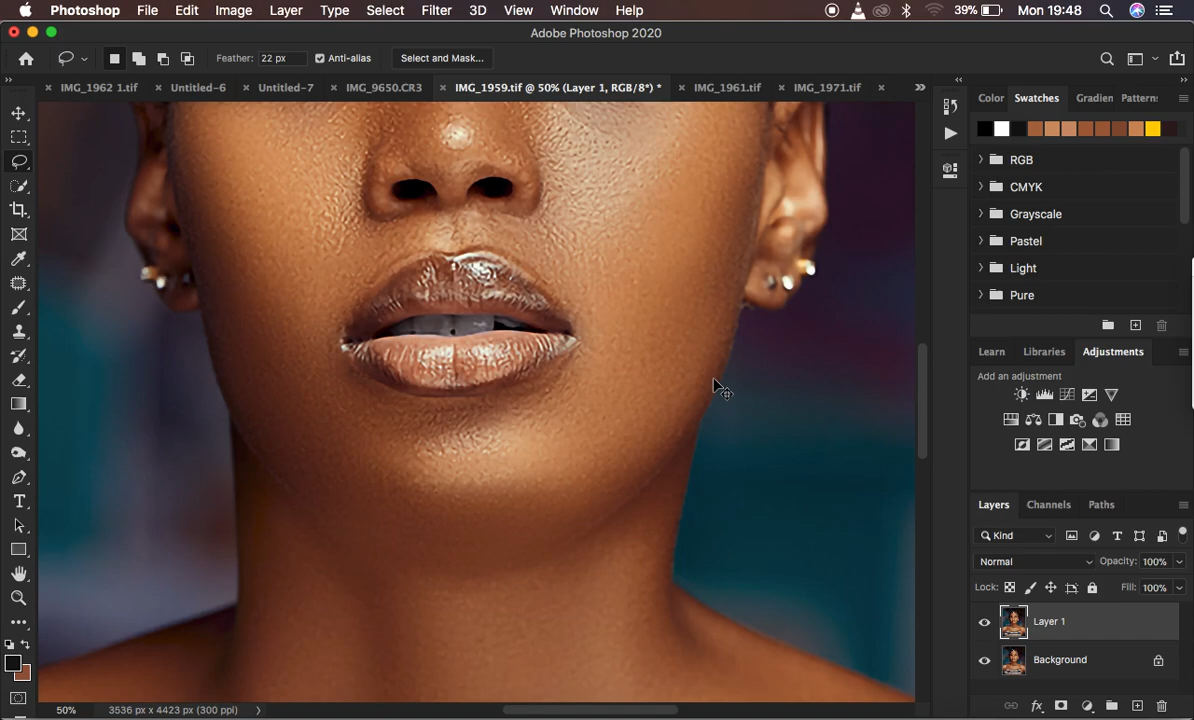 Photoshop File Edit Image Layer Type Select Filter 3D View Window Help 39% Mon 19:48
Adobe Photoshop 2020
Feather: 22 px Anti-alias Select and Mask...
IMG_1962 1.tif Untitled-6 Untitled-7 IMG_9650.CR3 IMG_1959.tif @ 50% (Layer 1, RGB/8*) * IMG_1961.tif IMG_1971.tif
Color Swatches Gradien Pattern:
RGB
CMYK
Grayscale
Pastel
Light
Pure
Learn Libraries Adjustments
Add an adjustment
Layers Channels Paths
Kind
Normal Opacity: 100%
Lock: Fill: 100%
Layer 1
Background
50% 3536 px x 4423 px (300 ppi)